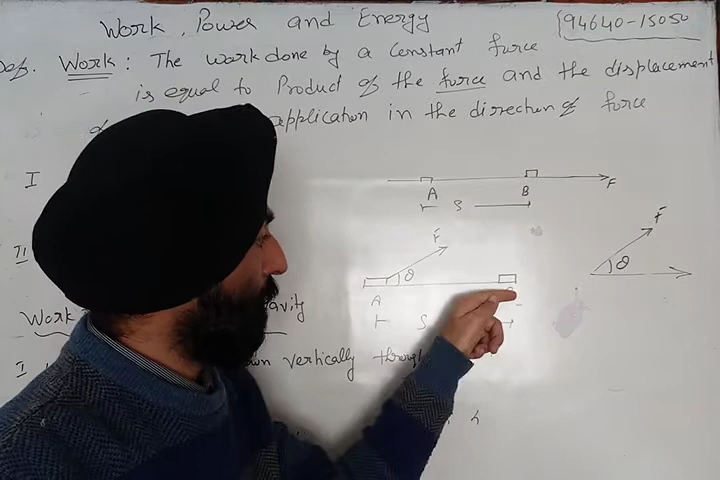 Work, Power and Energy
{94640-15050
Def. Work: The work done by a Constant force
is equal to Product of the force and the displacement
application in the direction of force
I
A B F
S
II
F θ
A
S
F θ
Work gravity
I vertically through
h